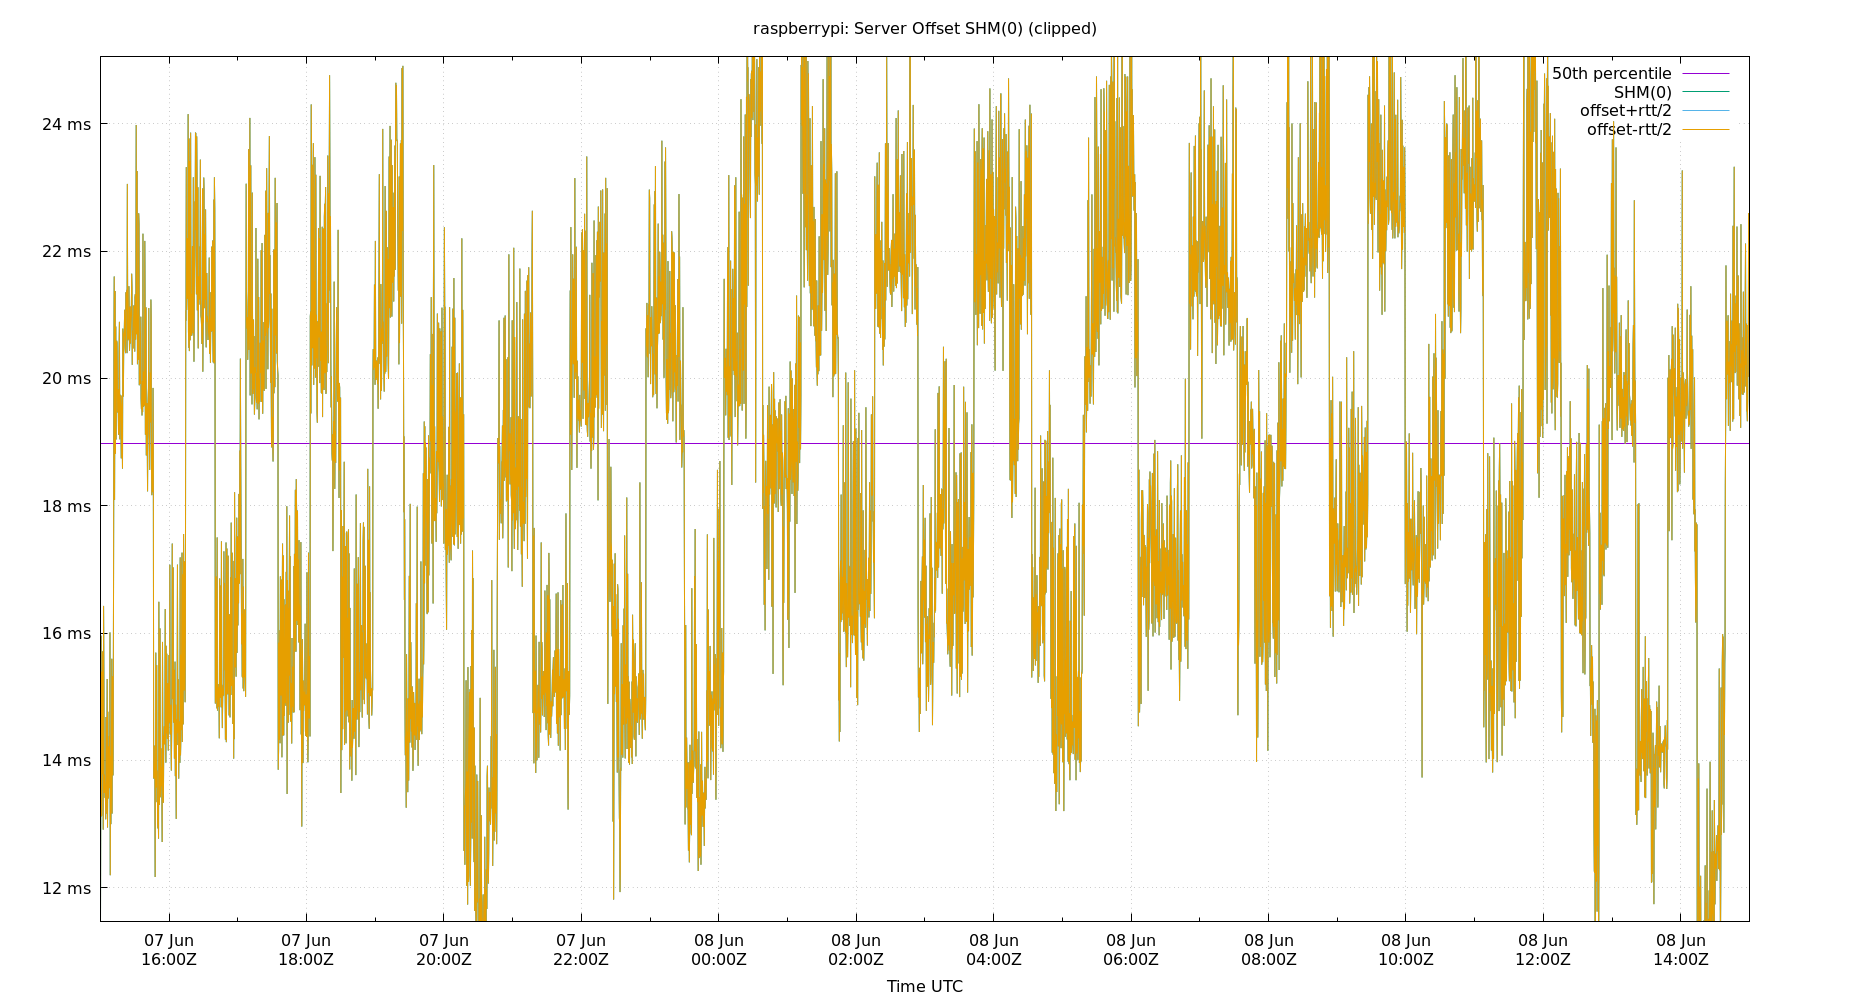 raspberrypi: Server Offset SHM(0) (clipped)
50th percentile
SHM(0)
offset+rtt/2
offset-rtt/2
24 ms
22 ms
20 ms
18 ms
16 ms
14 ms
12 ms
07 Jun 07 Jun 07 Jun 07 Jun 08 Jun 08 Jun 08 Jun 08 Jun 08 Jun 08 Jun 08 Jun 08 Jun
16:00Z 18:00Z 20:00Z 22:00Z 00:00Z 02:00Z 04:00Z 06:00Z 08:00Z 10:00Z 12:00Z 14:00Z
Time UTC